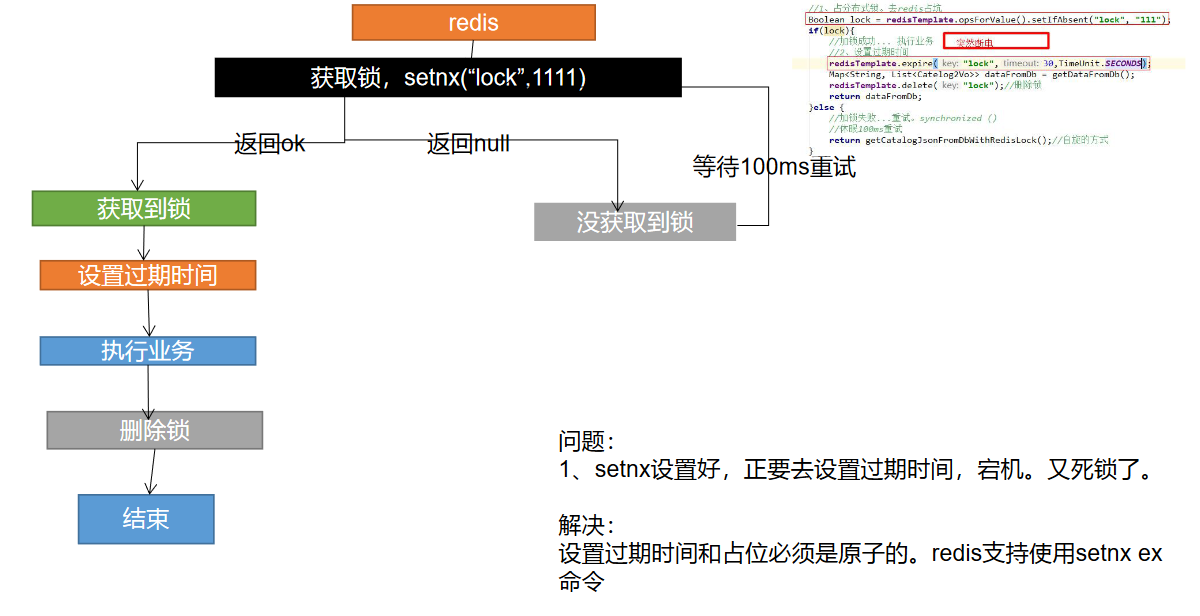 redis
获取锁，setnx(“lock”,1111)
返回ok
返回null
等待100ms重试
获取到锁
没获取到锁
设置过期时间
执行业务
删除锁
结束
//1、占分布式锁。去redis占坑
Boolean lock = redisTemplate.opsForValue().setIfAbsent("lock", "111");
if(lock){
//加锁成功... 执行业务
突然断电
//2、设置过期时间
redisTemplate.expire( key: "lock", timeout: 30,TimeUnit.SECONDS);
Map<String, List<Catelog2Vo>> dataFromDb = getDataFromDb();
redisTemplate.delete( key: "lock");//删除锁
return dataFromDb;
}else {
//加锁失败...重试。synchronized ()
//休眠100ms重试
return getCatalogJsonFromDbWithRedisLock();//自旋的方式
}
问题：
1、setnx设置好，正要去设置过期时间，宕机。又死锁了。
解决：
设置过期时间和占位必须是原子的。redis支持使用setnx ex
命令